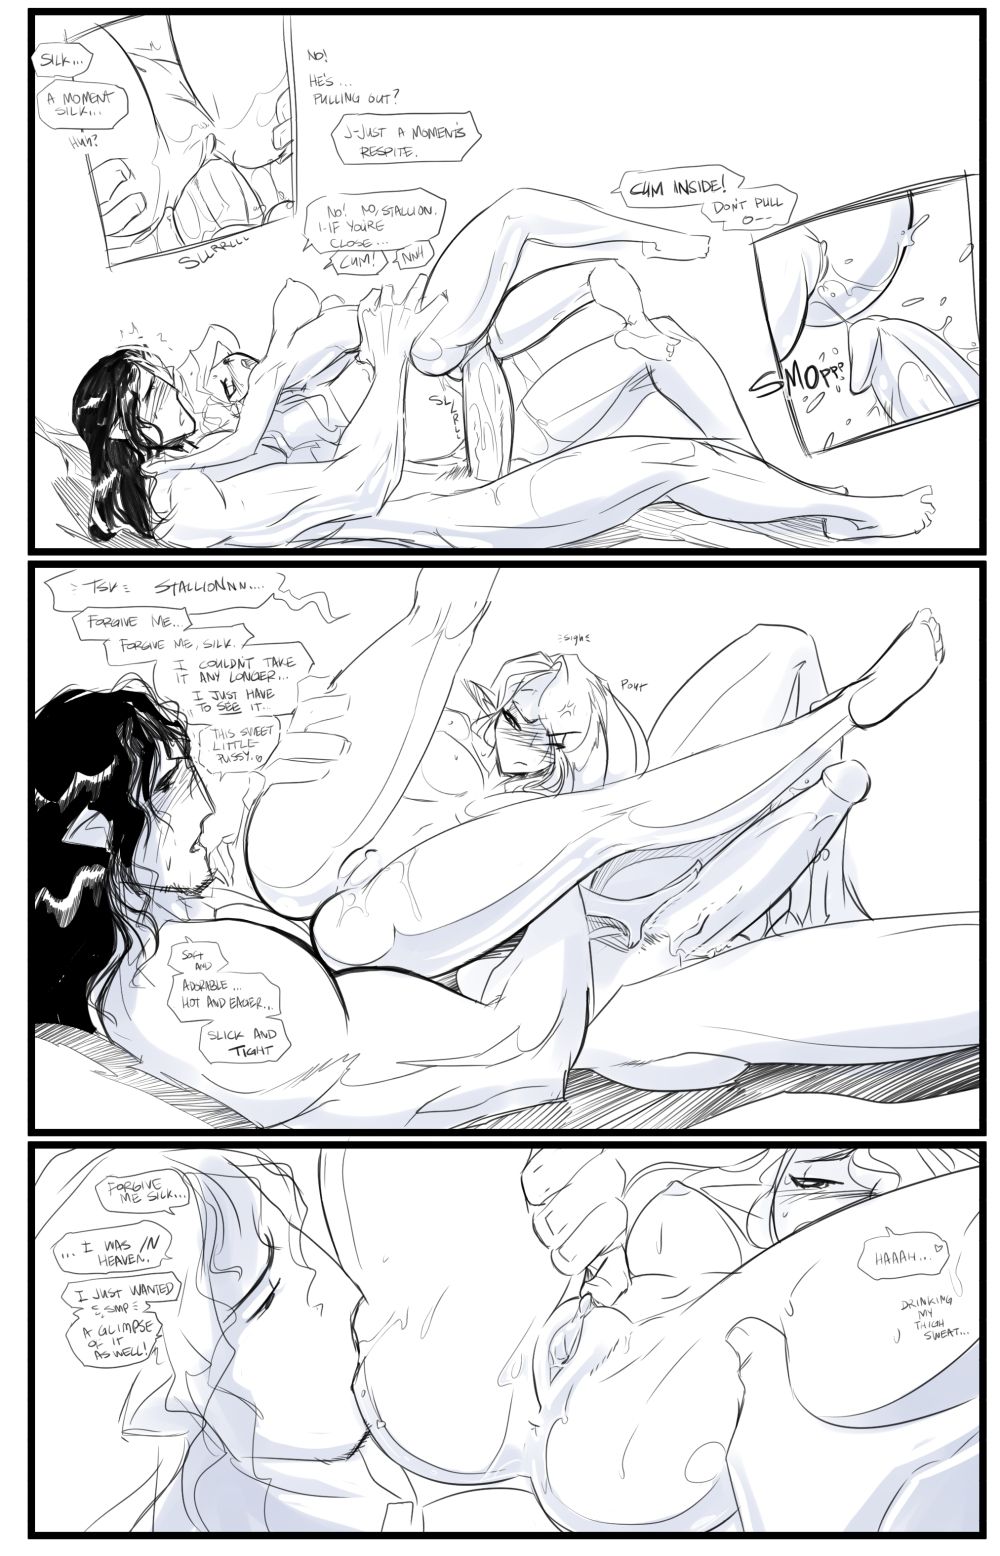 SILK...
A MOMENT
SILK...
HUH?
SLLRRLLL
NO!
HE'S...
PULLING OUT?
J-JUST A MOMENT'S
RESPITE.
NO! NO, STALLION.
I-IF YOU'RE
CLOSE...
CUM!
NNH
CUM INSIDE!
DON'T PULL
O--
SLLRLL
SMOPPP
TSK STALLIONNN....
FORGIVE ME...
FORGIVE ME, SILK.
I COULDN'T TAKE
IT ANY LONGER...
I JUST HAVE
TO SEE IT...
THIS SWEET
LITTLE
PUSSY.
sigh
POUT
SOFT
AND
ADORABLE...
HOT AND EAGER...
SLICK AND
TIGHT
FORGIVE
ME SILK...
...I WAS IN
HEAVEN.
I JUST WANTED
SMP
A GLIMPSE
OF IT
AS WELL!
HAAAH...
DRINKING
MY
THIGH
SWEAT...